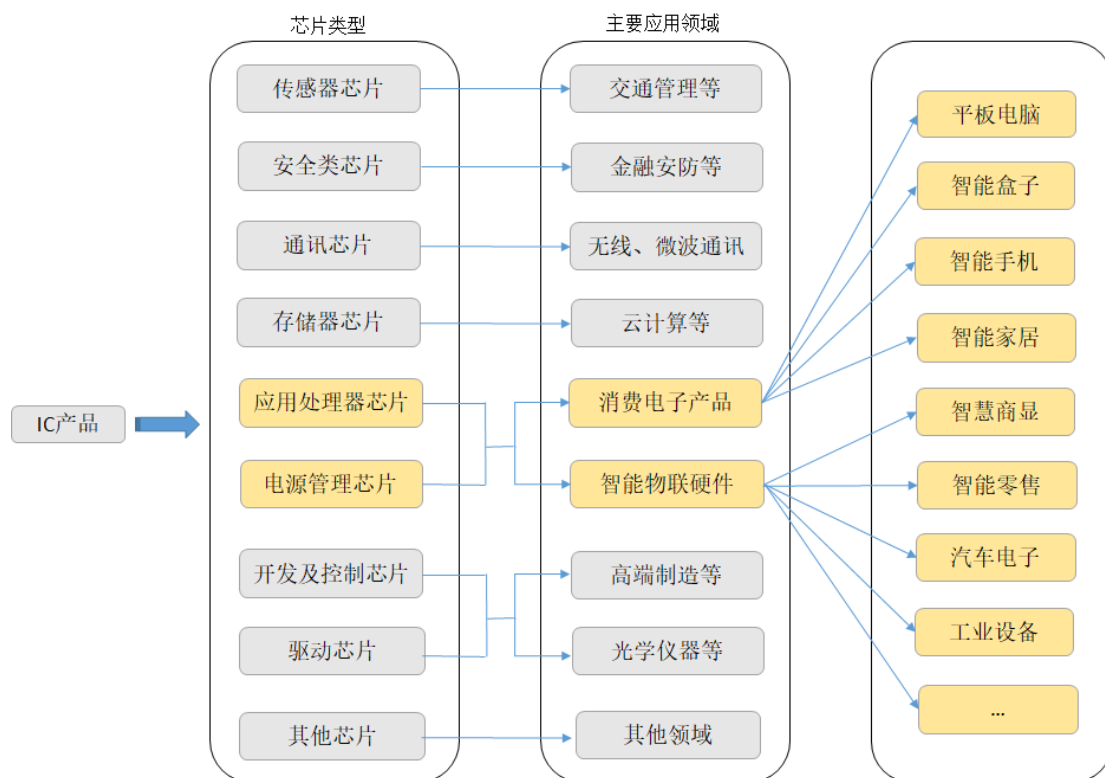 芯片类型
主要应用领域
传感器芯片
交通管理等
平板电脑
安全类芯片
金融安防等
智能盒子
通讯芯片
无线、微波通讯
智能手机
存储器芯片
云计算等
智能家居
IC产品
应用处理器芯片
消费电子产品
智慧商显
电源管理芯片
智能物联硬件
智能零售
开发及控制芯片
高端制造等
汽车电子
驱动芯片
光学仪器等
工业设备
其他芯片
其他领域
...